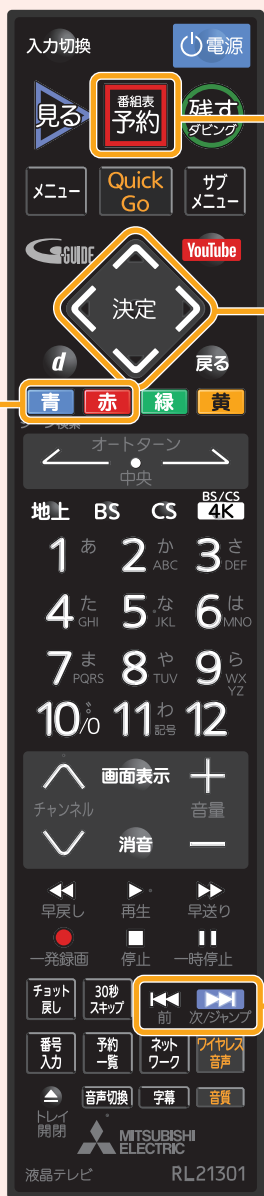 入力切換
電源
見る
番組表
予約
残す
ダビング
メニュー
Quick
Go
サブ
メニュー
G-GUIDE
YouTube
決定
d
戻る
青
赤
緑
黄
オートターン
中央
地上
BS
CS
BS/CS
4K
1 あ
2 か ABC
3 さ DEF
4 た GHI
5 な JKL
6 は MNO
7 ま PQRS
8 や TUV
9 ら WX
YZ
10/0
11 わ 記号
12
画面表示
チャンネル
音量
消音
早戻し
再生
早送り
一発録画
停止
一時停止
チョット
戻し
30秒
スキップ
前
次/ジャンプ
番号
入力
予約
一覧
ネット
ワーク
ワイヤレス
音声
音声切換
字幕
音質
トレイ
開閉
MITSUBISHI
ELECTRIC
液晶テレビ
RL21301